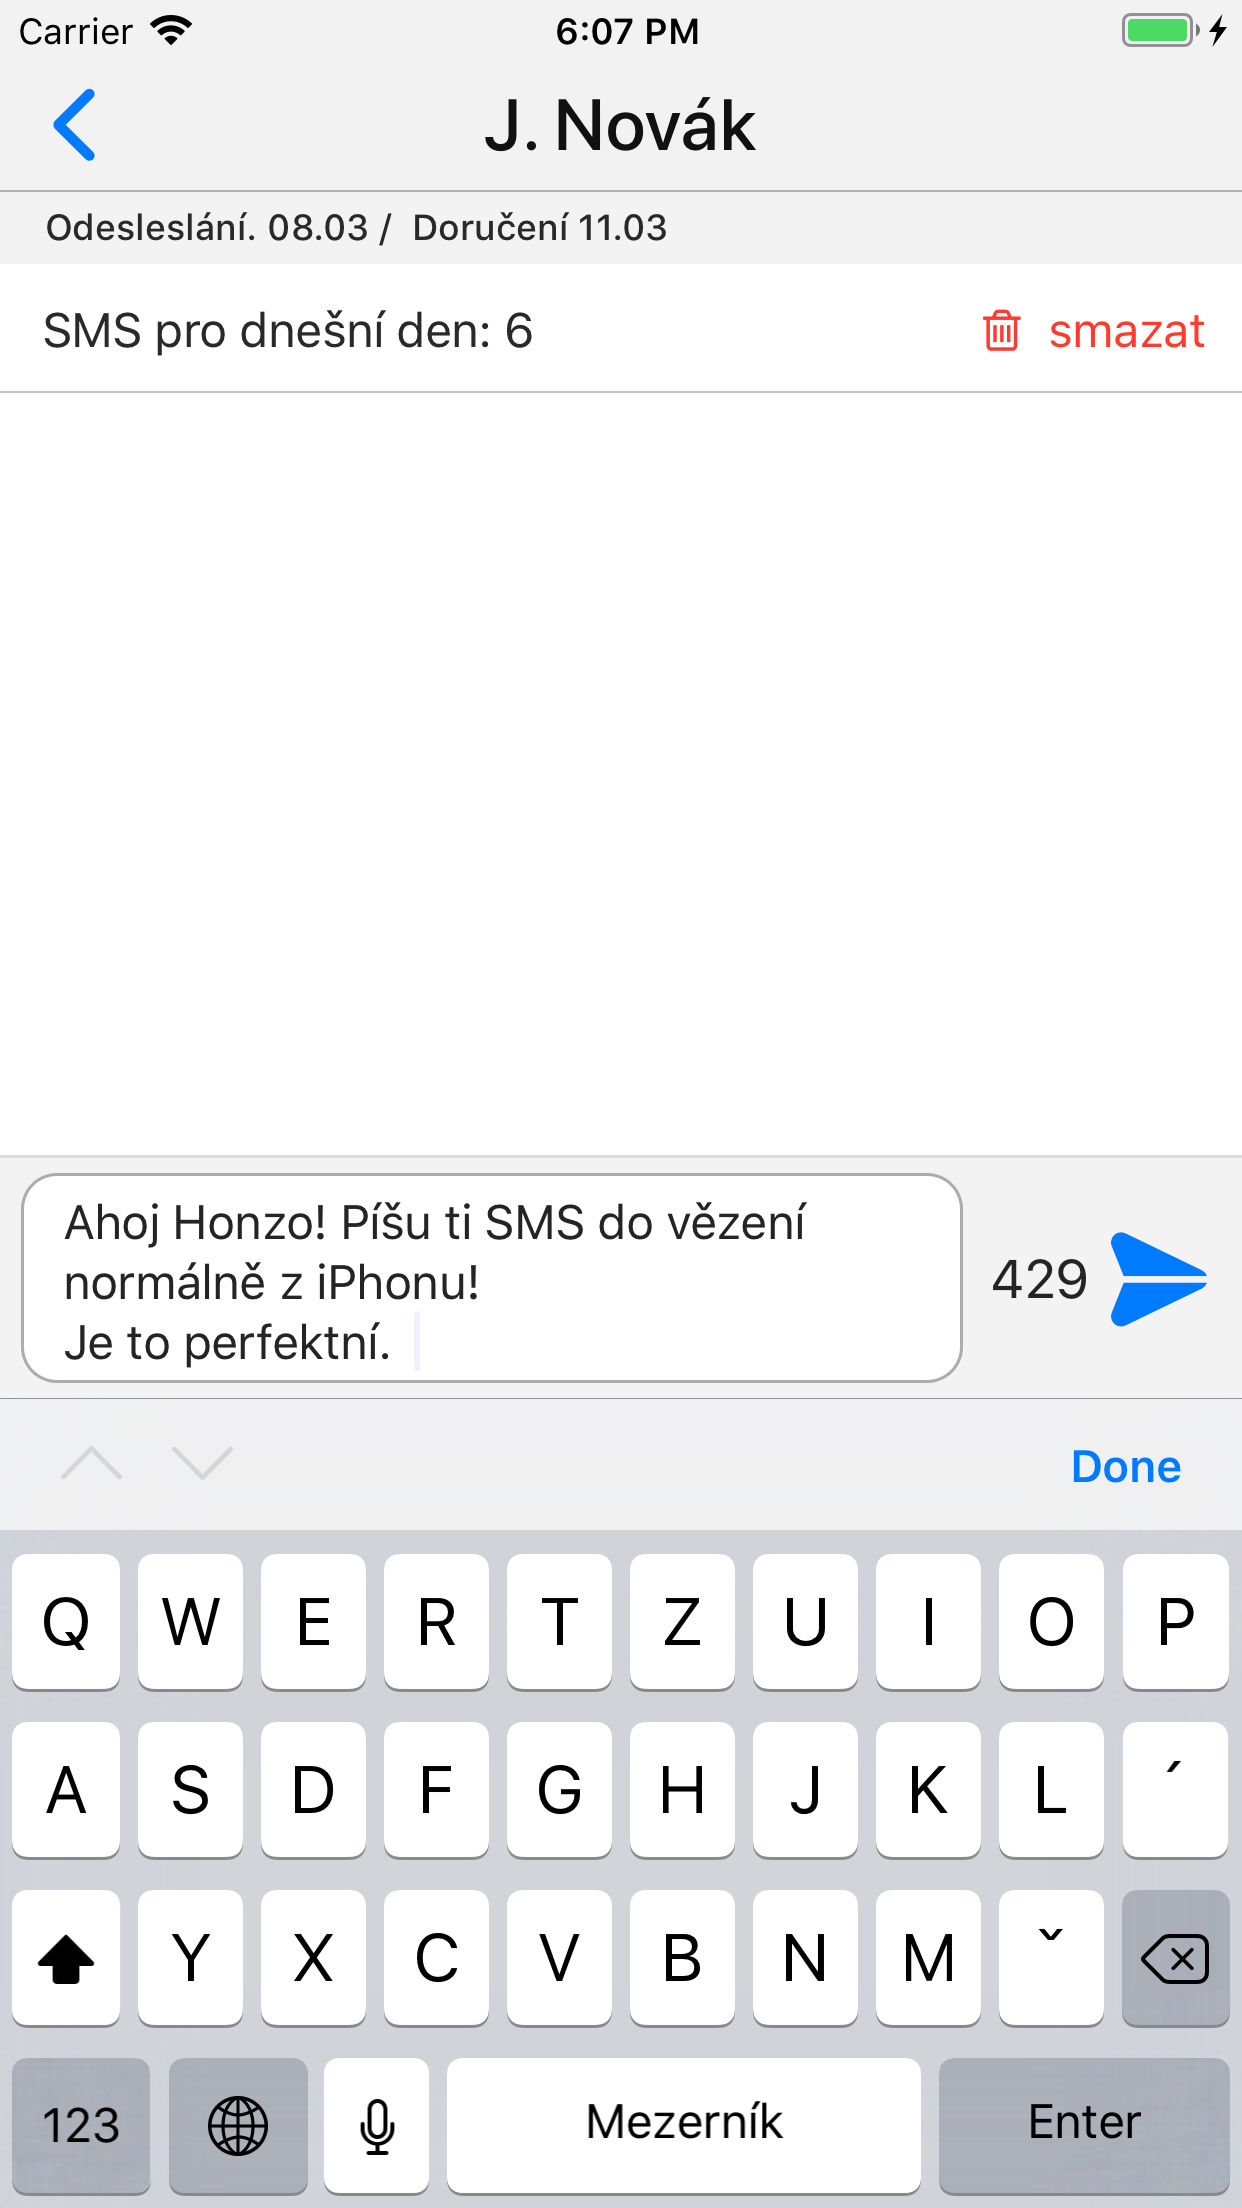 Carrier 6:07 PM
J. Novák
Odesleslání. 08.03 / Doručení 11.03
SMS pro dnešní den: 6 smazat
Ahoj Honzo! Píšu ti SMS do vězení
normálně z iPhonu!
Je to perfektní.
429
Done
Q W E R T Z U I O P
A S D F G H J K L ´
Y X C V B N M ˇ
123 Mezerník Enter